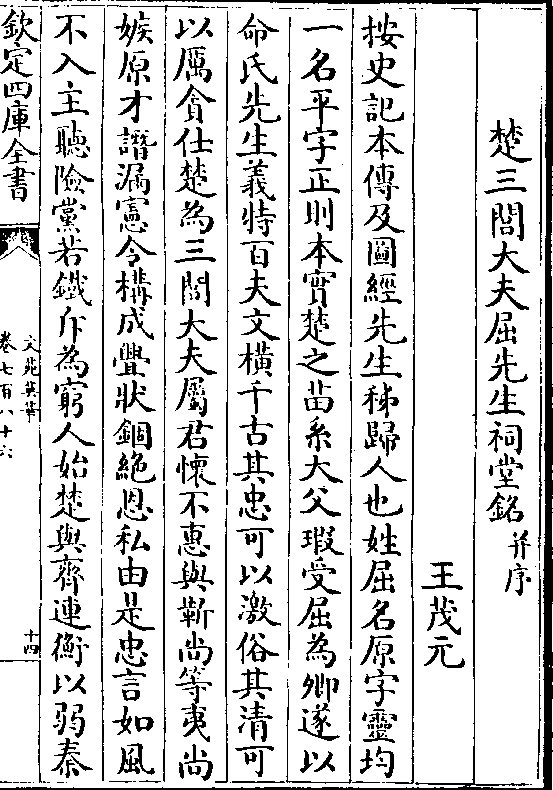 楚三閭大夫屈先生祠堂銘并序
王茂元
按史記本傳及圖經先生秭歸人也姓屈名原字靈均
一名平字正則本實楚之苗系大父瑕受屈為卿遂以
命氏先生義特百夫文橫千古其忠可以激俗其清可
以厲貪仕楚為三閭大夫屬君懷不惠與靳尚等夷尚
嫉原才譖漏憲令構成釁狀錮絶恩私由是忠言如風
不入主聽險黨若鐵斥為窮人始楚與齊連衡以弱秦
欽定四庫全書
文苑英華
卷七百八十六
十四